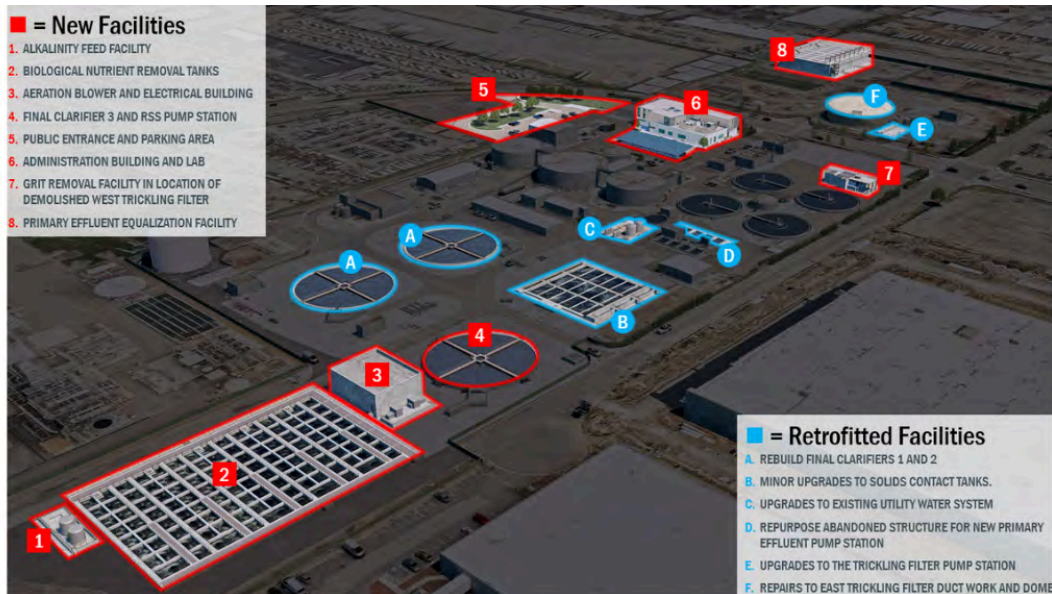 = New Facilities
1. ALKALINITY FEED FACILITY
2. BIOLOGICAL NUTRIENT REMOVAL TANKS
3. AERATION BLOWER AND ELECTRICAL BUILDING
4. FINAL CLARIFIER 3 AND RSS PUMP STATION
5. PUBLIC ENTRANCE AND PARKING AREA
6. ADMINISTRATION BUILDING AND LAB
7. GRIT REMOVAL FACILITY IN LOCATION OF
DEMOLISHED WEST TRICKLING FILTER
8. PRIMARY EFFLUENT EQUALIZATION FACILITY
8
5
6
F
E
7
A
C
D
A
B
4
3
2
1
= Retrofitted Facilities
A. REBUILD FINAL CLARIFIERS 1 AND 2
B. MINOR UPGRADES TO SOLIDS CONTACT TANKS.
C. UPGRADES TO EXISTING UTILITY WATER SYSTEM
D. REPURPOSE ABANDONED STRUCTURE FOR NEW PRIMARY
EFFLUENT PUMP STATION
E. UPGRADES TO THE TRICKLING FILTER PUMP STATION
F. REPAIRS TO EAST TRICKLING FILTER DUCT WORK AND DOME